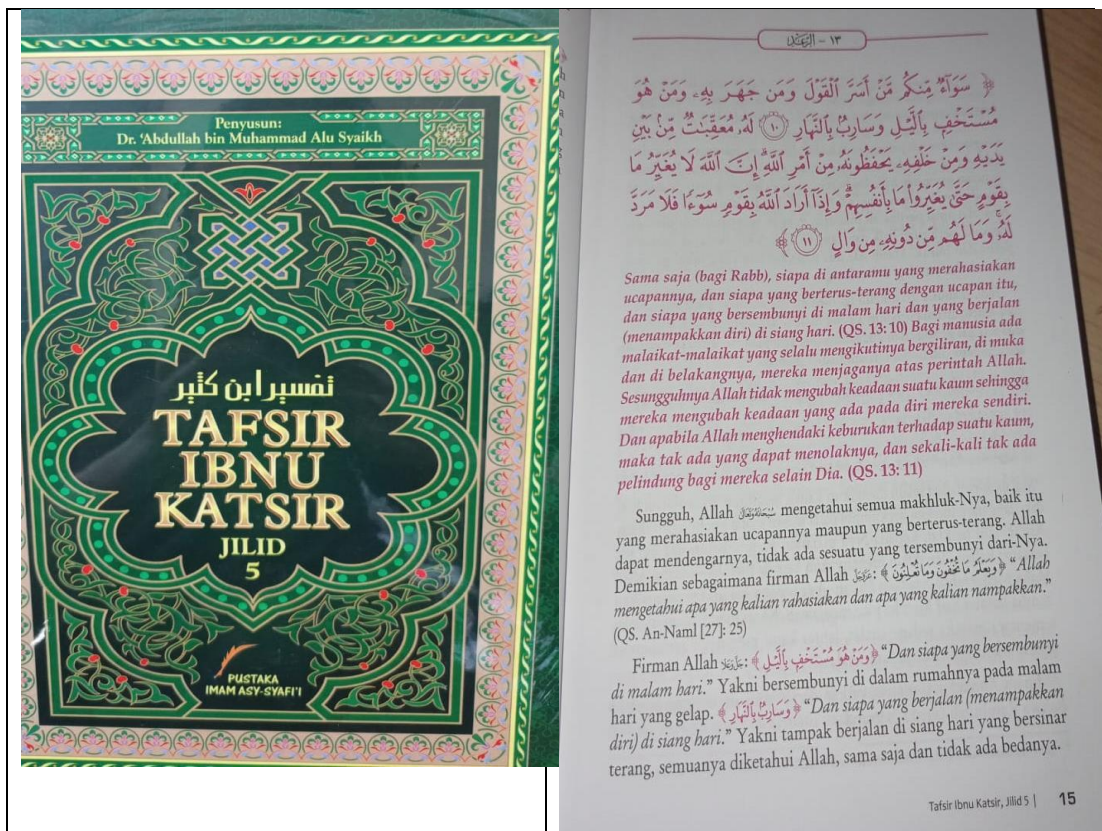 Penyusun:
Dr. 'Abdullah bin Muhammad Alu Syaikh
تفسير ابن كثير
TAFSIR
IBNU
KATSIR
JILID
5
PUSTAKA
IMAM ASY-SYAFI'I
١٣ - الرعد
﴿ سَوَآءٌ مِّنكُم مَّنْ أَسَرَّ ٱلْقَوْلَ وَمَن جَهَرَ بِهِۦ وَمَنْ هُوَ
مُسْتَخْفٍۭ بِٱلَّيْلِ وَسَارِبٌۢ بِٱلنَّهَارِ ۝١٠ لَهُۥ مُعَقِّبَٰتٌ مِّنۢ بَيْنِ
يَدَيْهِ وَمِنْ خَلْفِهِۦ يَحْفَظُونَهُۥ مِنْ أَمْرِ ٱللَّهِ ۗ إِنَّ ٱللَّهَ لَا يُغَيِّرُ مَا
بِقَوْمٍ حَتَّىٰ يُغَيِّرُوا۟ مَا بِأَنفُسِهِمْ ۗ وَإِذَآ أَرَادَ ٱللَّهُ بِقَوْمٍ سُوٓءًا فَلَا مَرَدَّ
لَهُۥ ۚ وَمَا لَهُم مِّن دُونِهِۦ مِن وَالٍ ۝١١ ﴾
Sama saja (bagi Rabb), siapa di antaramu yang merahasiakan
ucapannya, dan siapa yang berterus-terang dengan ucapan itu,
dan siapa yang bersembunyi di malam hari dan yang berjalan
(menampakkan diri) di siang hari. (QS. 13: 10) Bagi manusia ada
malaikat-malaikat yang selalu mengikutinya bergiliran, di muka
dan di belakangnya, mereka menjaganya atas perintah Allah.
Sesungguhnya Allah tidak mengubah keadaan suatu kaum sehingga
mereka mengubah keadaan yang ada pada diri mereka sendiri.
Dan apabila Allah menghendaki keburukan terhadap suatu kaum,
maka tak ada yang dapat menolaknya, dan sekali-kali tak ada
pelindung bagi mereka selain Dia. (QS. 13: 11)
Sungguh, Allah mengetahui semua makhluk-Nya, baik itu
yang merahasiakan ucapannya maupun yang berterus-terang. Allah
dapat mendengarnya, tidak ada sesuatu yang tersembunyi dari-Nya.
Demikian sebagaimana firman Allah : ﴿ وَيَعْلَمُ مَا تُخْفُونَ وَمَا تُعْلِنُونَ ﴾ "Allah
mengetahui apa yang kalian rahasiakan dan apa yang kalian nampakkan."
(QS. An-Naml [27]: 25)
Firman Allah : ﴿ وَمَنْ هُوَ مُسْتَخْفٍۭ بِٱلَّيْلِ ﴾ "Dan siapa yang bersembunyi
di malam hari." Yakni bersembunyi di dalam rumahnya pada malam
hari yang gelap. ﴿ وَسَارِبٌۢ بِٱلنَّهَارِ ﴾ "Dan siapa yang berjalan (menampakkan
diri) di siang hari." Yakni tampak berjalan di siang hari yang bersinar
terang, semuanya diketahui Allah, sama saja dan tidak ada bedanya.
Tafsir Ibnu Katsir, Jilid 5 | 15